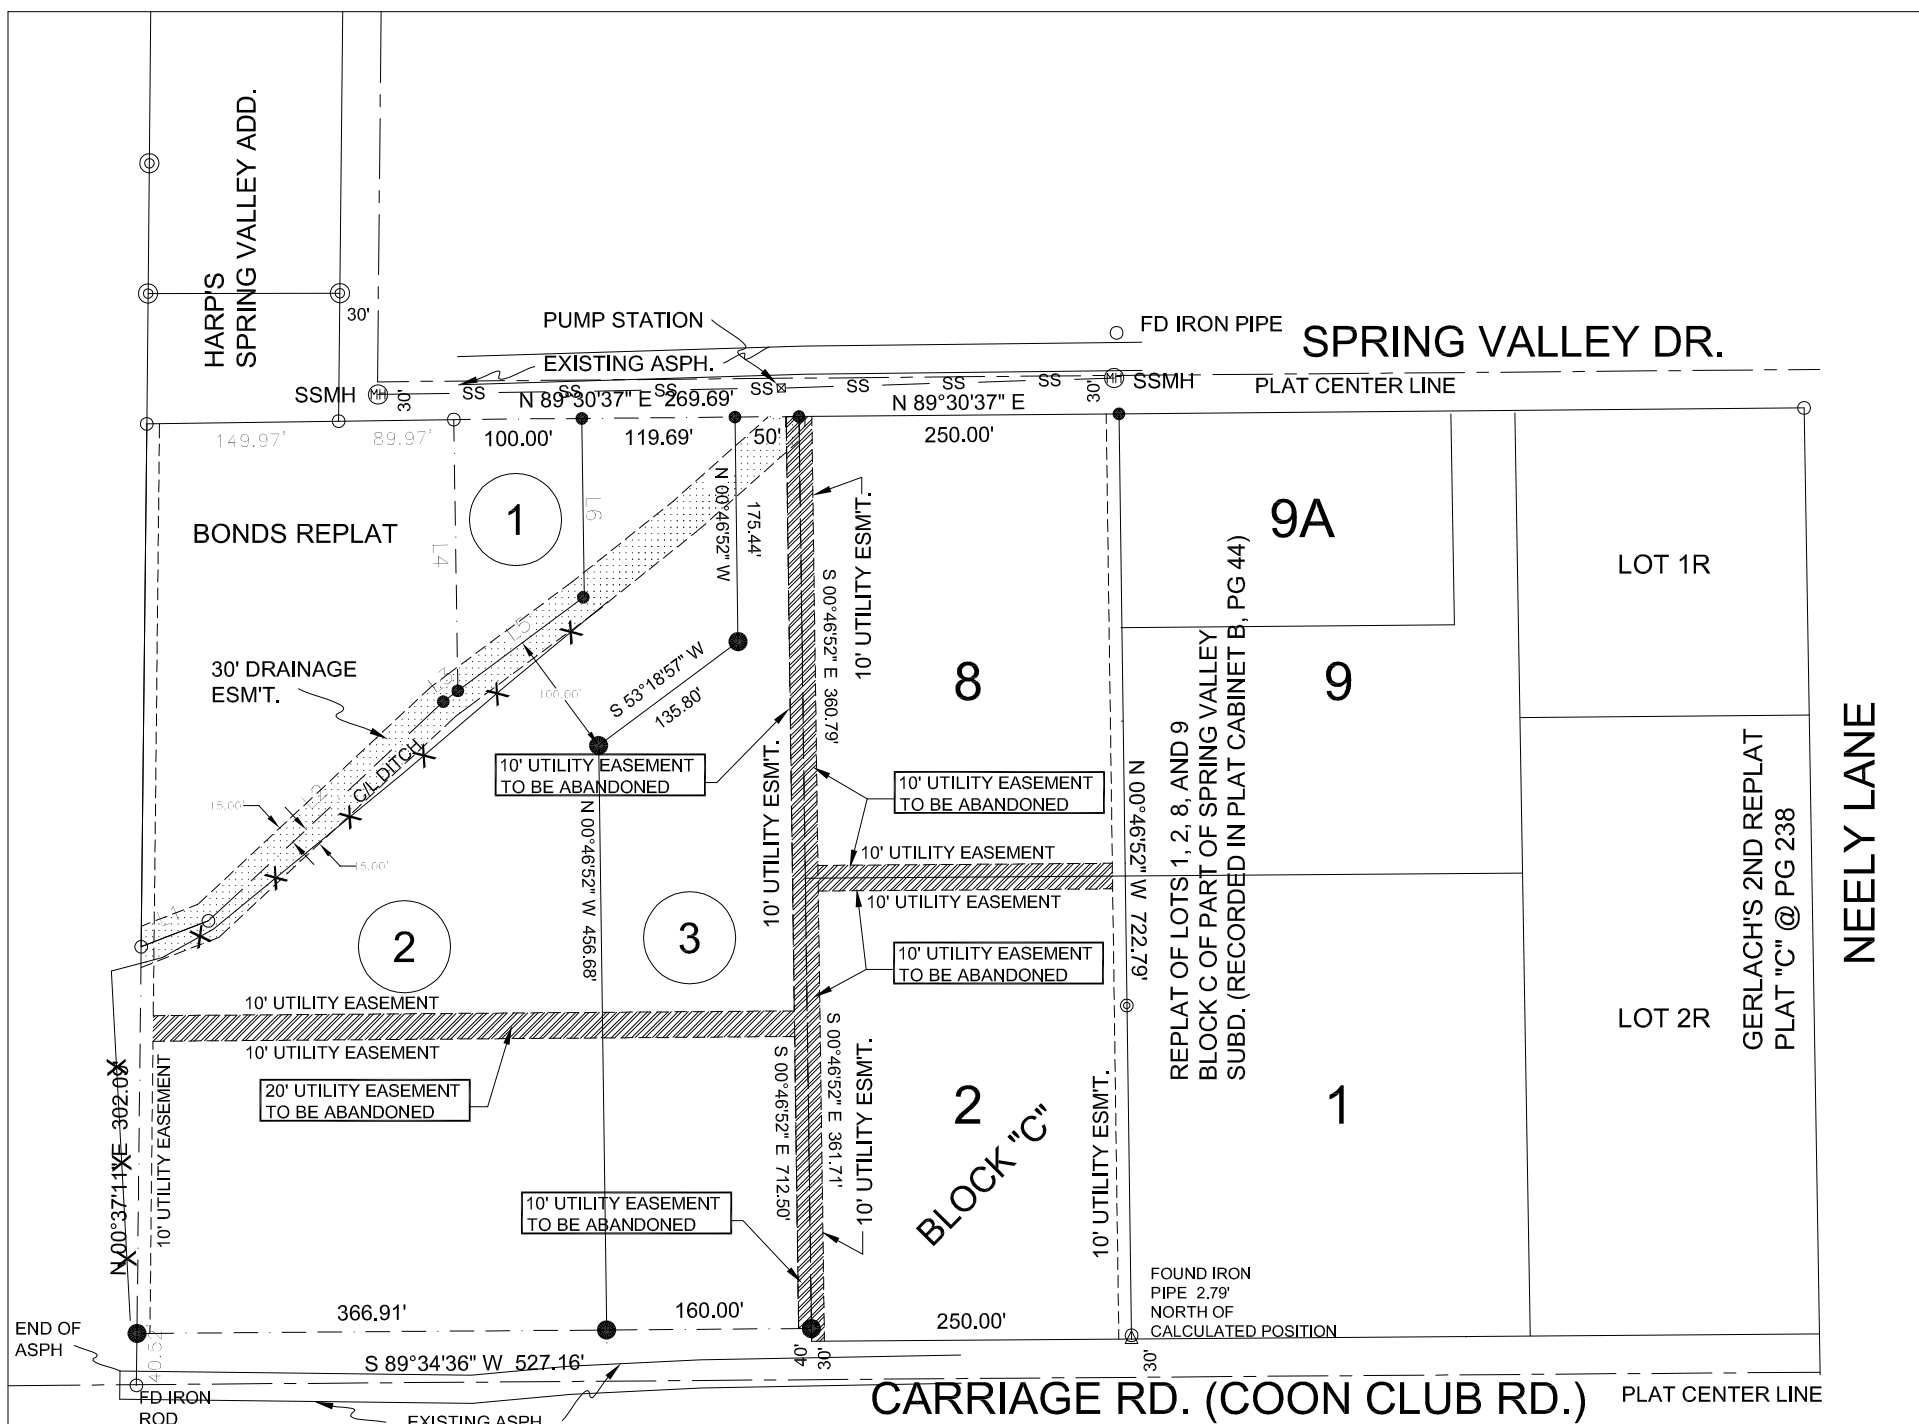 HARP'S
SPRING VALLEY ADD.
30'
PUMP STATION
FD IRON PIPE
SPRING VALLEY DR.
EXISTING ASPH.
SSMH
MH
30'
SS
SS
SS
SS
SS
SS
SS
30'
MH
SSMH
PLAT CENTER LINE
N 89°30'37" E 269.69'
N 89°30'37" E
149.97'
89.97'
100.00'
119.69'
50'
250.00'
BONDS REPLAT
1
L4
L6
L5
L3
L2
L1
N 00°46'52" W
175.44'
10' UTILITY ESM'T.
S 00°46'52" E 360.79'
8
9A
9
LOT 1R
30' DRAINAGE
ESM'T.
100.00'
S 53°18'57" W
135.80'
C/L DITCH
15.00'
15.00'
10' UTILITY EASEMENT
TO BE ABANDONED
10' UTILITY ESM'T.
10' UTILITY EASEMENT
TO BE ABANDONED
10' UTILITY EASEMENT
10' UTILITY EASEMENT
10' UTILITY EASEMENT
TO BE ABANDONED
N 00°46'52" W 456.68'
N 00°46'52" W 722.79'
REPLAT OF LOTS 1, 2, 8, AND 9
BLOCK C OF PART OF SPRING VALLEY
SUBD. (RECORDED IN PLAT CABINET B, PG 44)
GERLACH'S 2ND REPLAT
PLAT "C" @ PG 238
NEELY LANE
2
3
10' UTILITY EASEMENT
10' UTILITY EASEMENT
20' UTILITY EASEMENT
TO BE ABANDONED
N 00°37'11" E 302.09'
10' UTILITY EASEMENT
S 00°46'52" E 712.50'
S 00°46'52" E 361.71'
10' UTILITY ESM'T.
2
BLOCK "C"
10' UTILITY ESM'T.
1
LOT 2R
10' UTILITY EASEMENT
TO BE ABANDONED
FOUND IRON
PIPE 2.79'
NORTH OF
CALCULATED POSITION
366.91'
160.00'
250.00'
END OF
ASPH
40.52'
S 89°34'36" W 527.16'
40'
30'
30'
FD IRON
ROD
EXISTING ASPH.
CARRIAGE RD. (COON CLUB RD.)
PLAT CENTER LINE